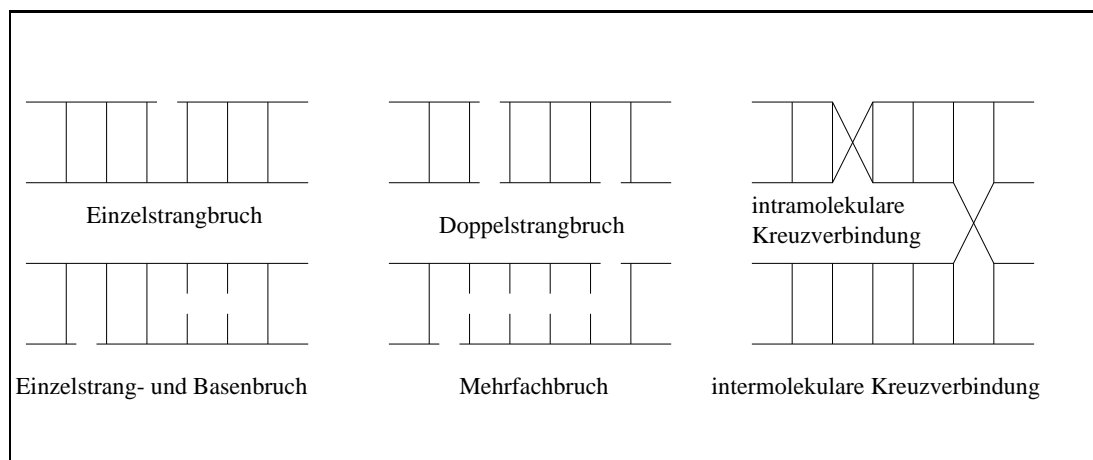 Einzelstrangbruch
Doppelstrangbruch
intramolekulare
Kreuzverbindung
Einzelstrang- und Basenbruch
Mehrfachbruch
intermolekulare Kreuzverbindung